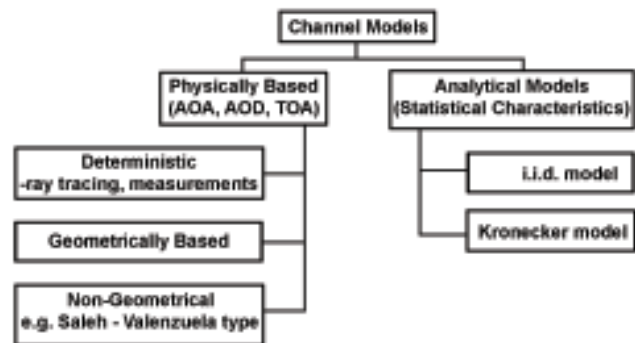 Channel Models
Physically Based
(AOA, AOD, TOA)
Analytical Models
(Statistical Characteristics)
Deterministic
-ray tracing, measurements
i.i.d. model
Geometrically Based
Kronecker model
Non-Geometrical
e.g. Saleh - Valenzuela type